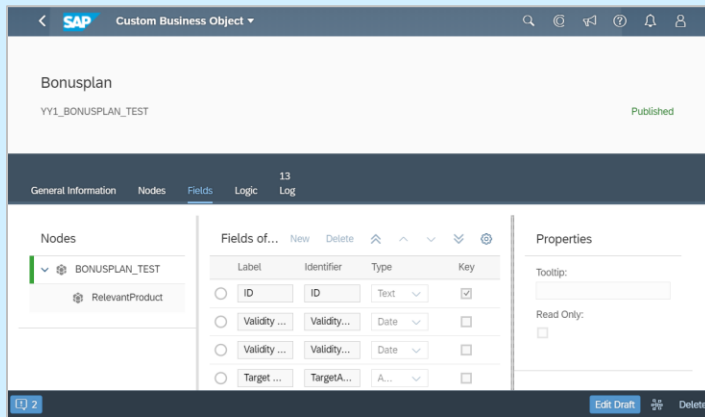 SAP Custom Business Object
Bonusplan
YY1_BONUSPLAN_TEST
Published
13
General Information Nodes Fields Logic Log
Nodes
BONUSPLAN_TEST
RelevantProduct
Fields of... New Delete
Label Identifier Type Key
ID ID Text
Validity ... Validity... Date
Validity ... Validity... Date
Target ... TargetA... A...
Properties
Tooltip:
Read Only:
2
Edit Draft Delete